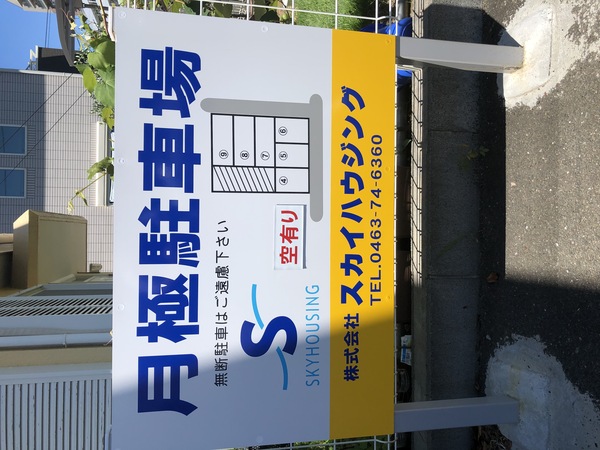 月極駐車場
無断駐車はご遠慮下さい
S
SKYHOUSING
空有り
9 8 7 6
5
4
株式会社 スカイハウジング
TEL.0463-74-6360